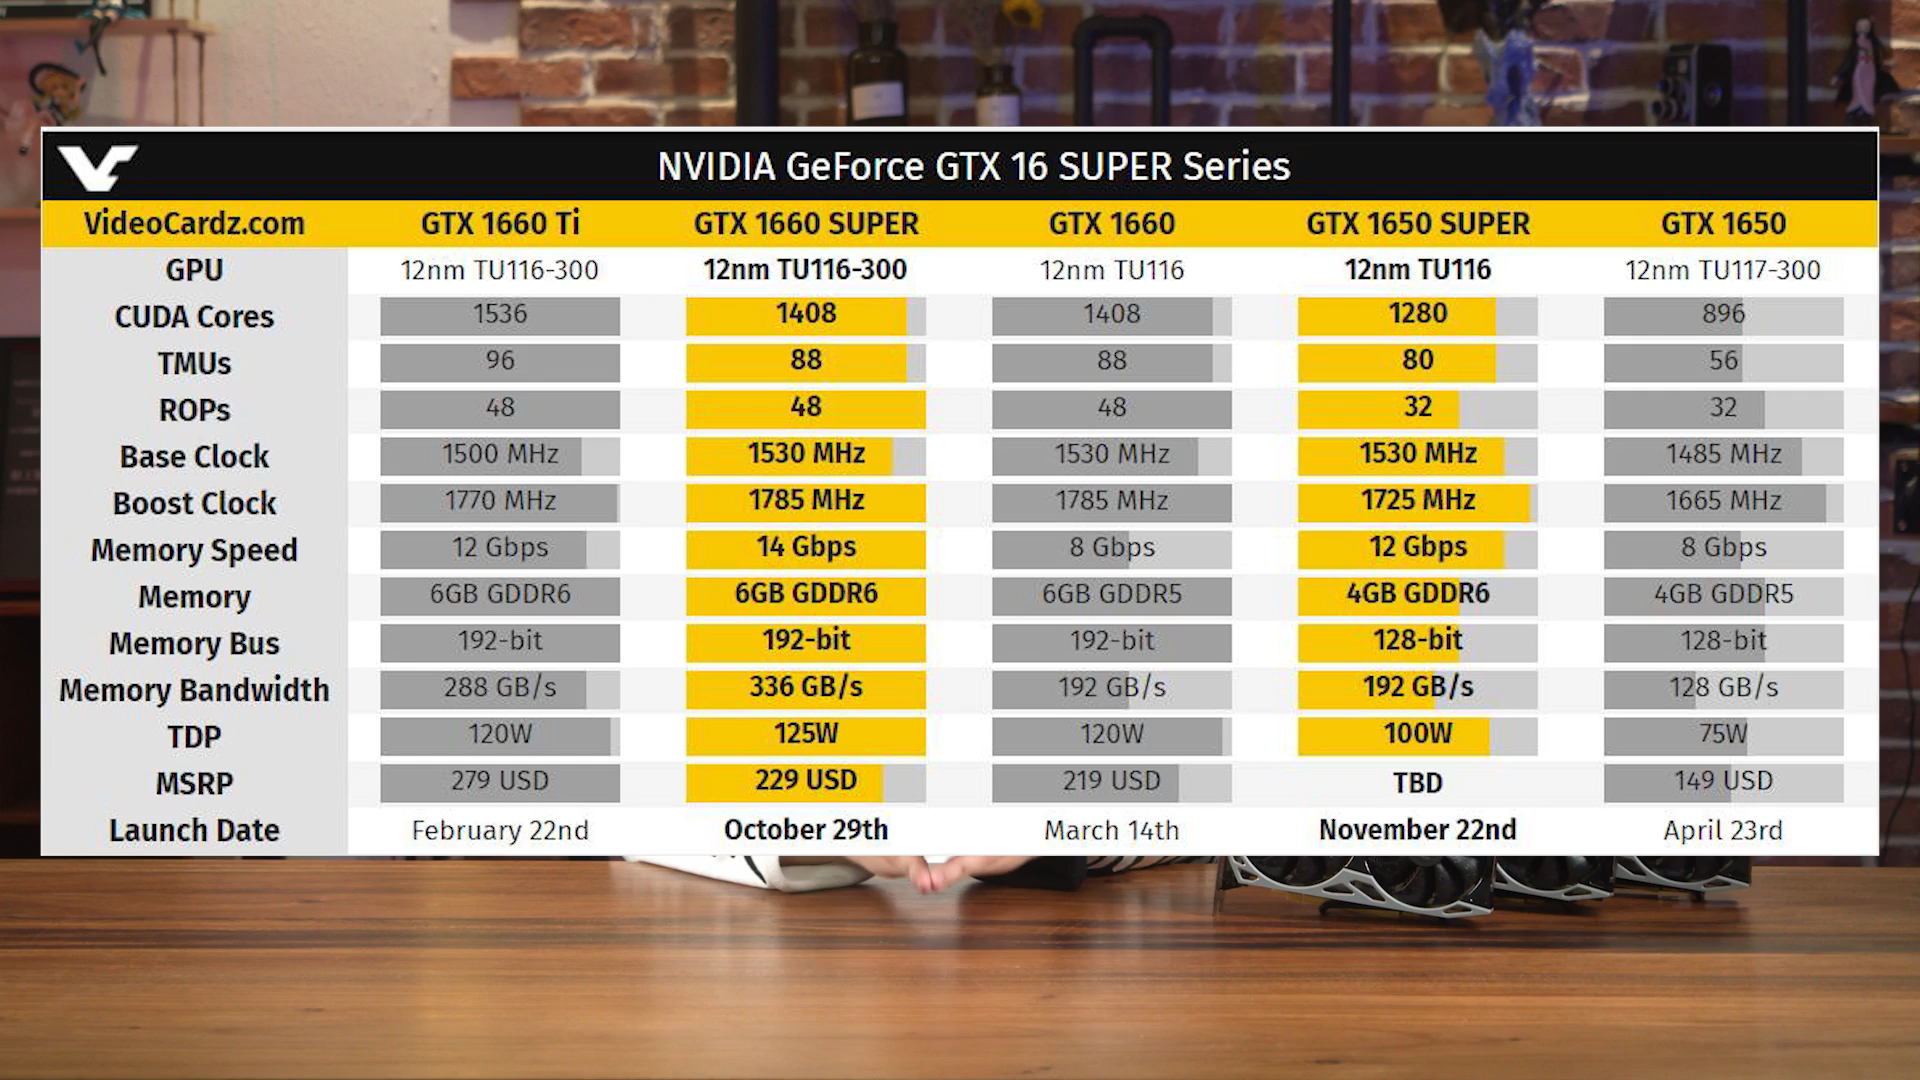 NVIDIA GeForce GTX 16 SUPER Series
VideoCardz.com GTX 1660 Ti GTX 1660 SUPER GTX 1660 GTX 1650 SUPER GTX 1650
GPU 12nm TU116-300 12nm TU116-300 12nm TU116 12nm TU116 12nm TU117-300
CUDA Cores 1536 1408 1408 1280 896
TMUs 96 88 88 80 56
ROPs 48 48 48 32 32
Base Clock 1500 MHz 1530 MHz 1530 MHz 1530 MHz 1485 MHz
Boost Clock 1770 MHz 1785 MHz 1785 MHz 1725 MHz 1665 MHz
Memory Speed 12 Gbps 14 Gbps 8 Gbps 12 Gbps 8 Gbps
Memory 6GB GDDR6 6GB GDDR6 6GB GDDR5 4GB GDDR6 4GB GDDR5
Memory Bus 192-bit 192-bit 192-bit 128-bit 128-bit
Memory Bandwidth 288 GB/s 336 GB/s 192 GB/s 192 GB/s 128 GB/s
TDP 120W 125W 120W 100W 75W
MSRP 279 USD 229 USD 219 USD TBD 149 USD
Launch Date February 22nd October 29th March 14th November 22nd April 23rd